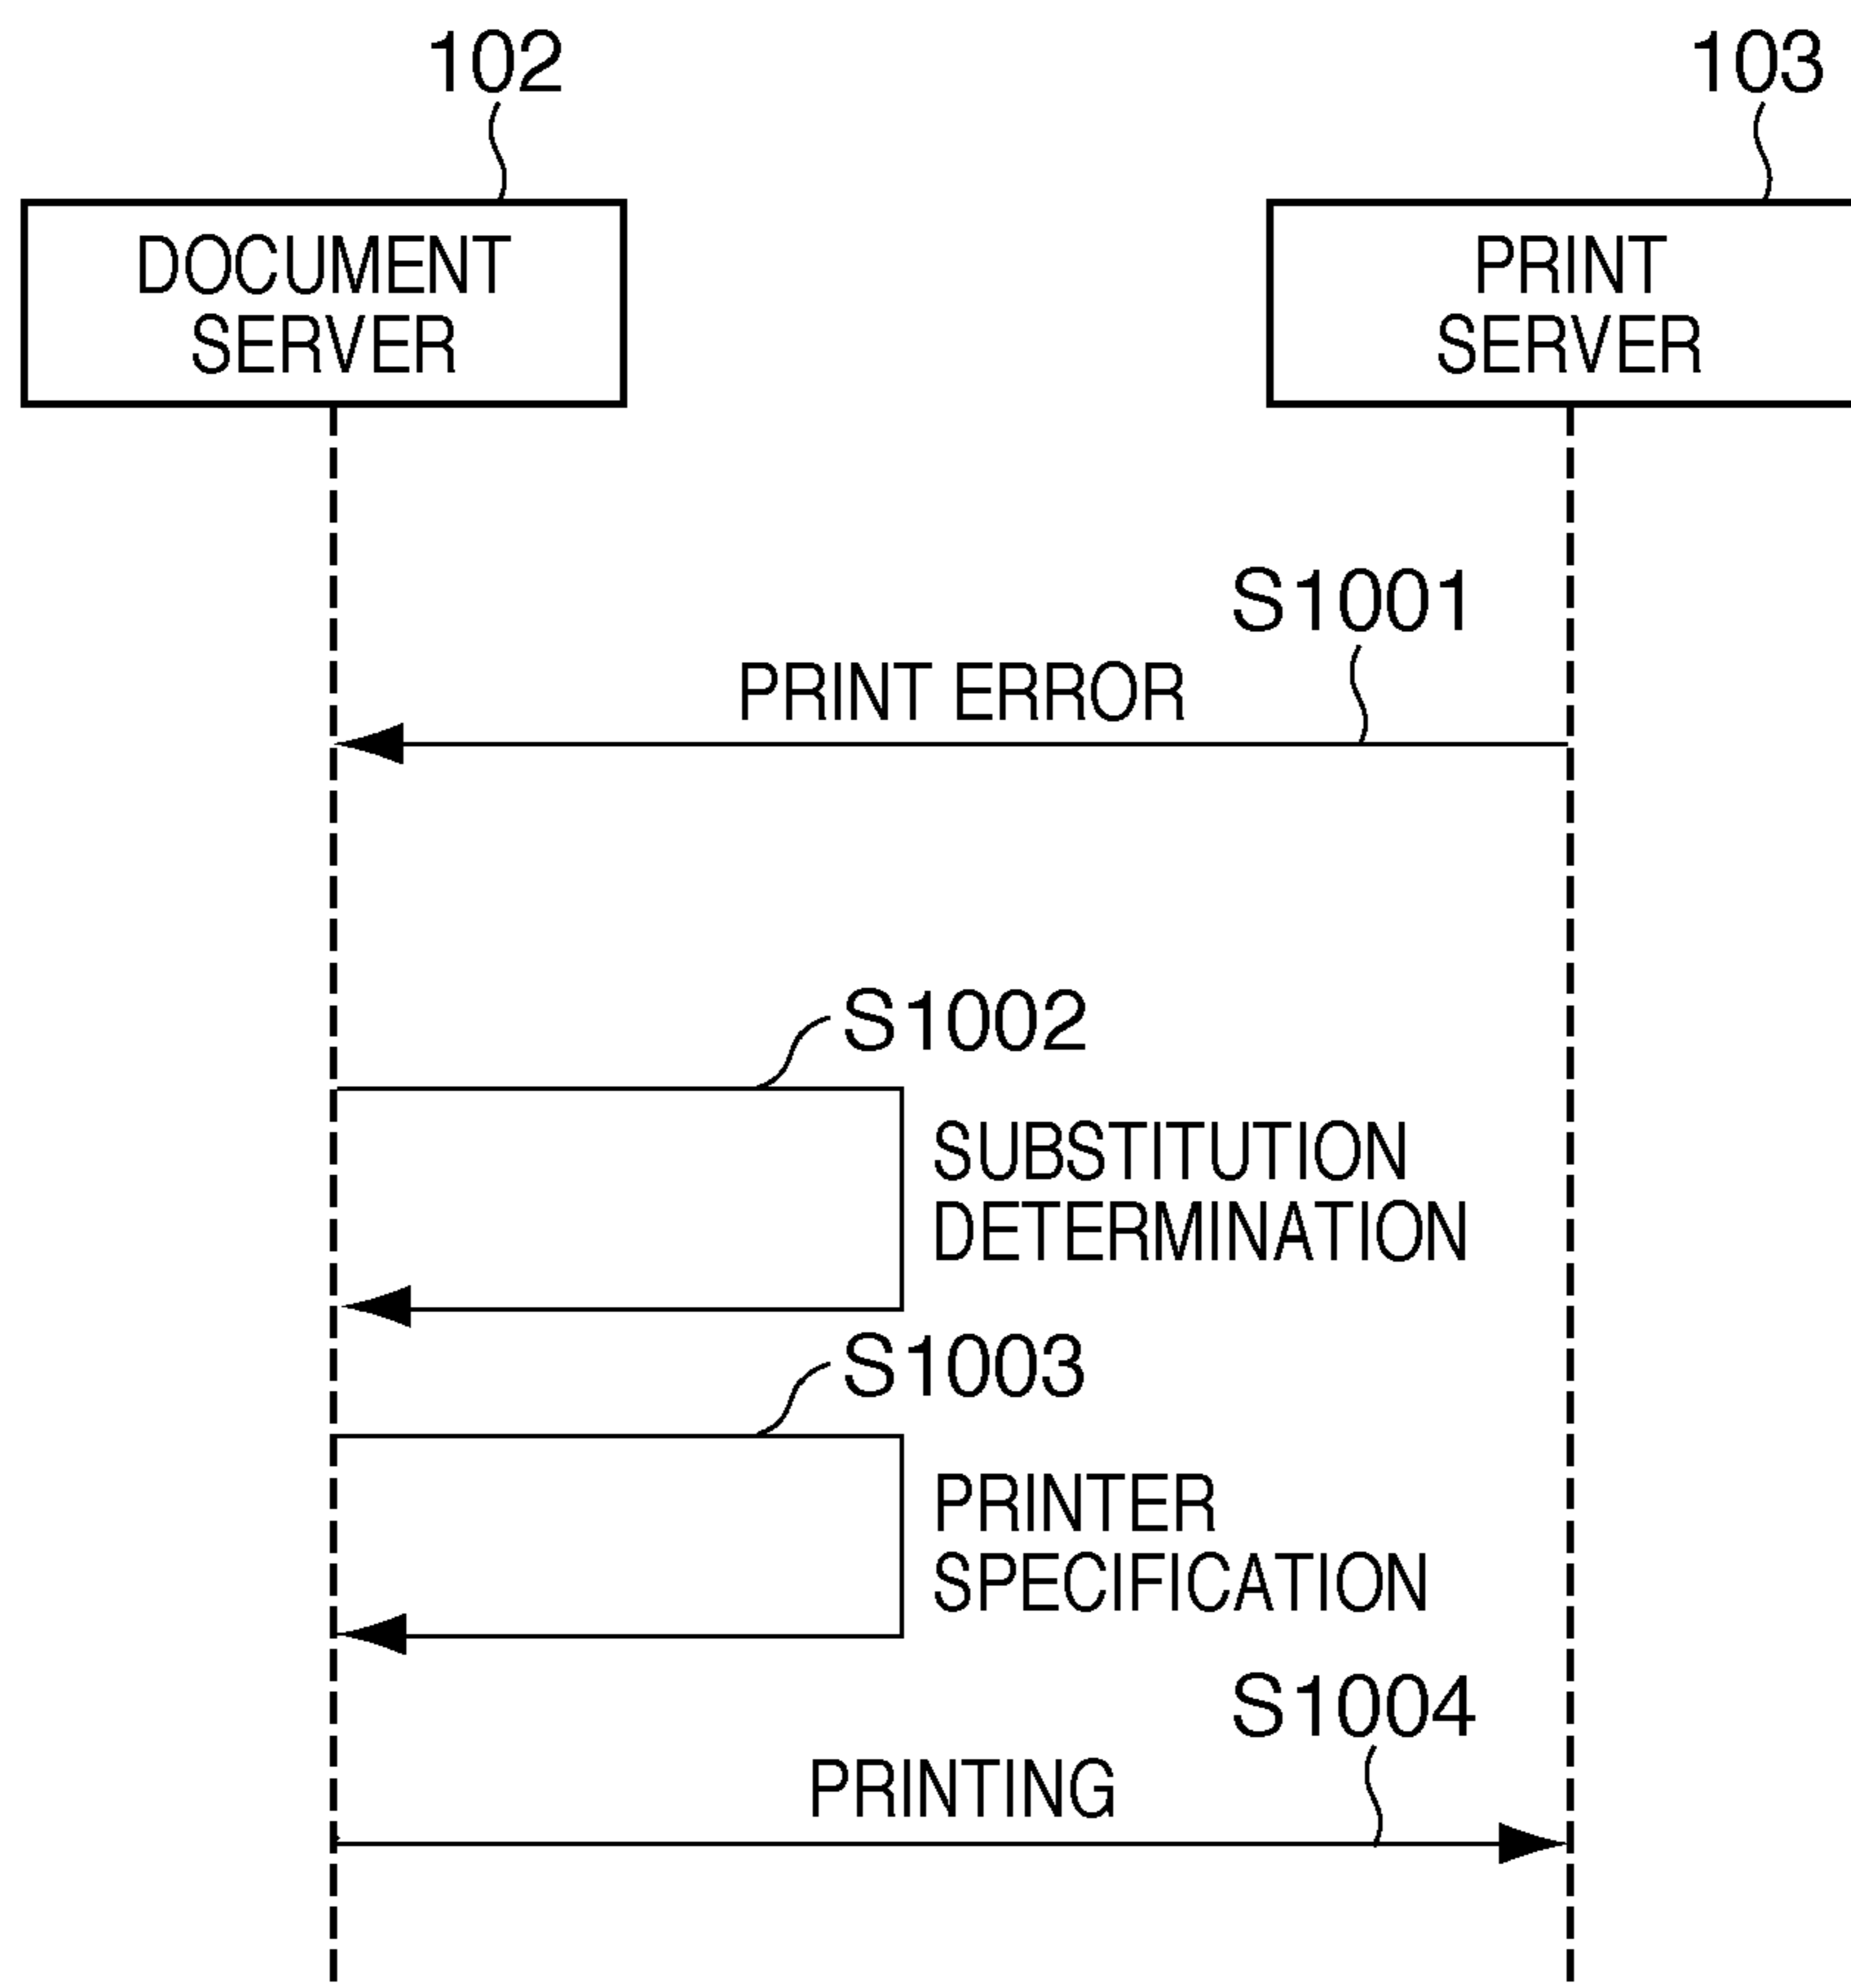 102
103
DOCUMENT
SERVER
PRINT
SERVER
S1001
PRINT ERROR
S1002
SUBSTITUTION
DETERMINATION
S1003
PRINTER
SPECIFICATION
S1004
PRINTING